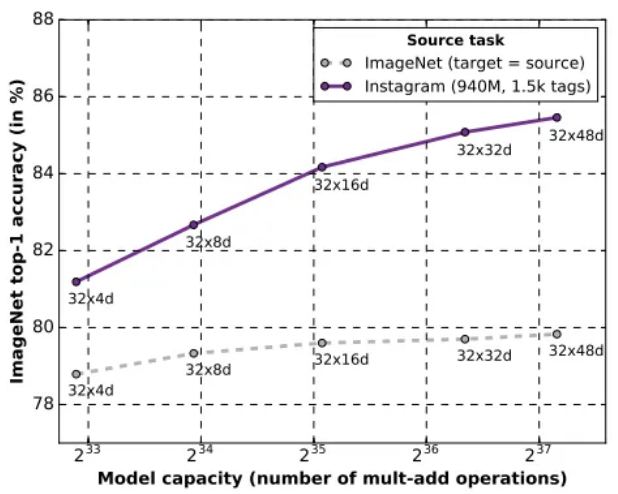 88
86
84
82
80
78
ImageNet top-1 accuracy (in %)
Source task
ImageNet (target = source)
Instagram (940M, 1.5k tags)
32x4d
32x8d
32x16d
32x32d
32x48d
32x4d
32x8d
32x16d
32x32d
32x48d
2^33 2^34 2^35 2^36 2^37
Model capacity (number of mult-add operations)